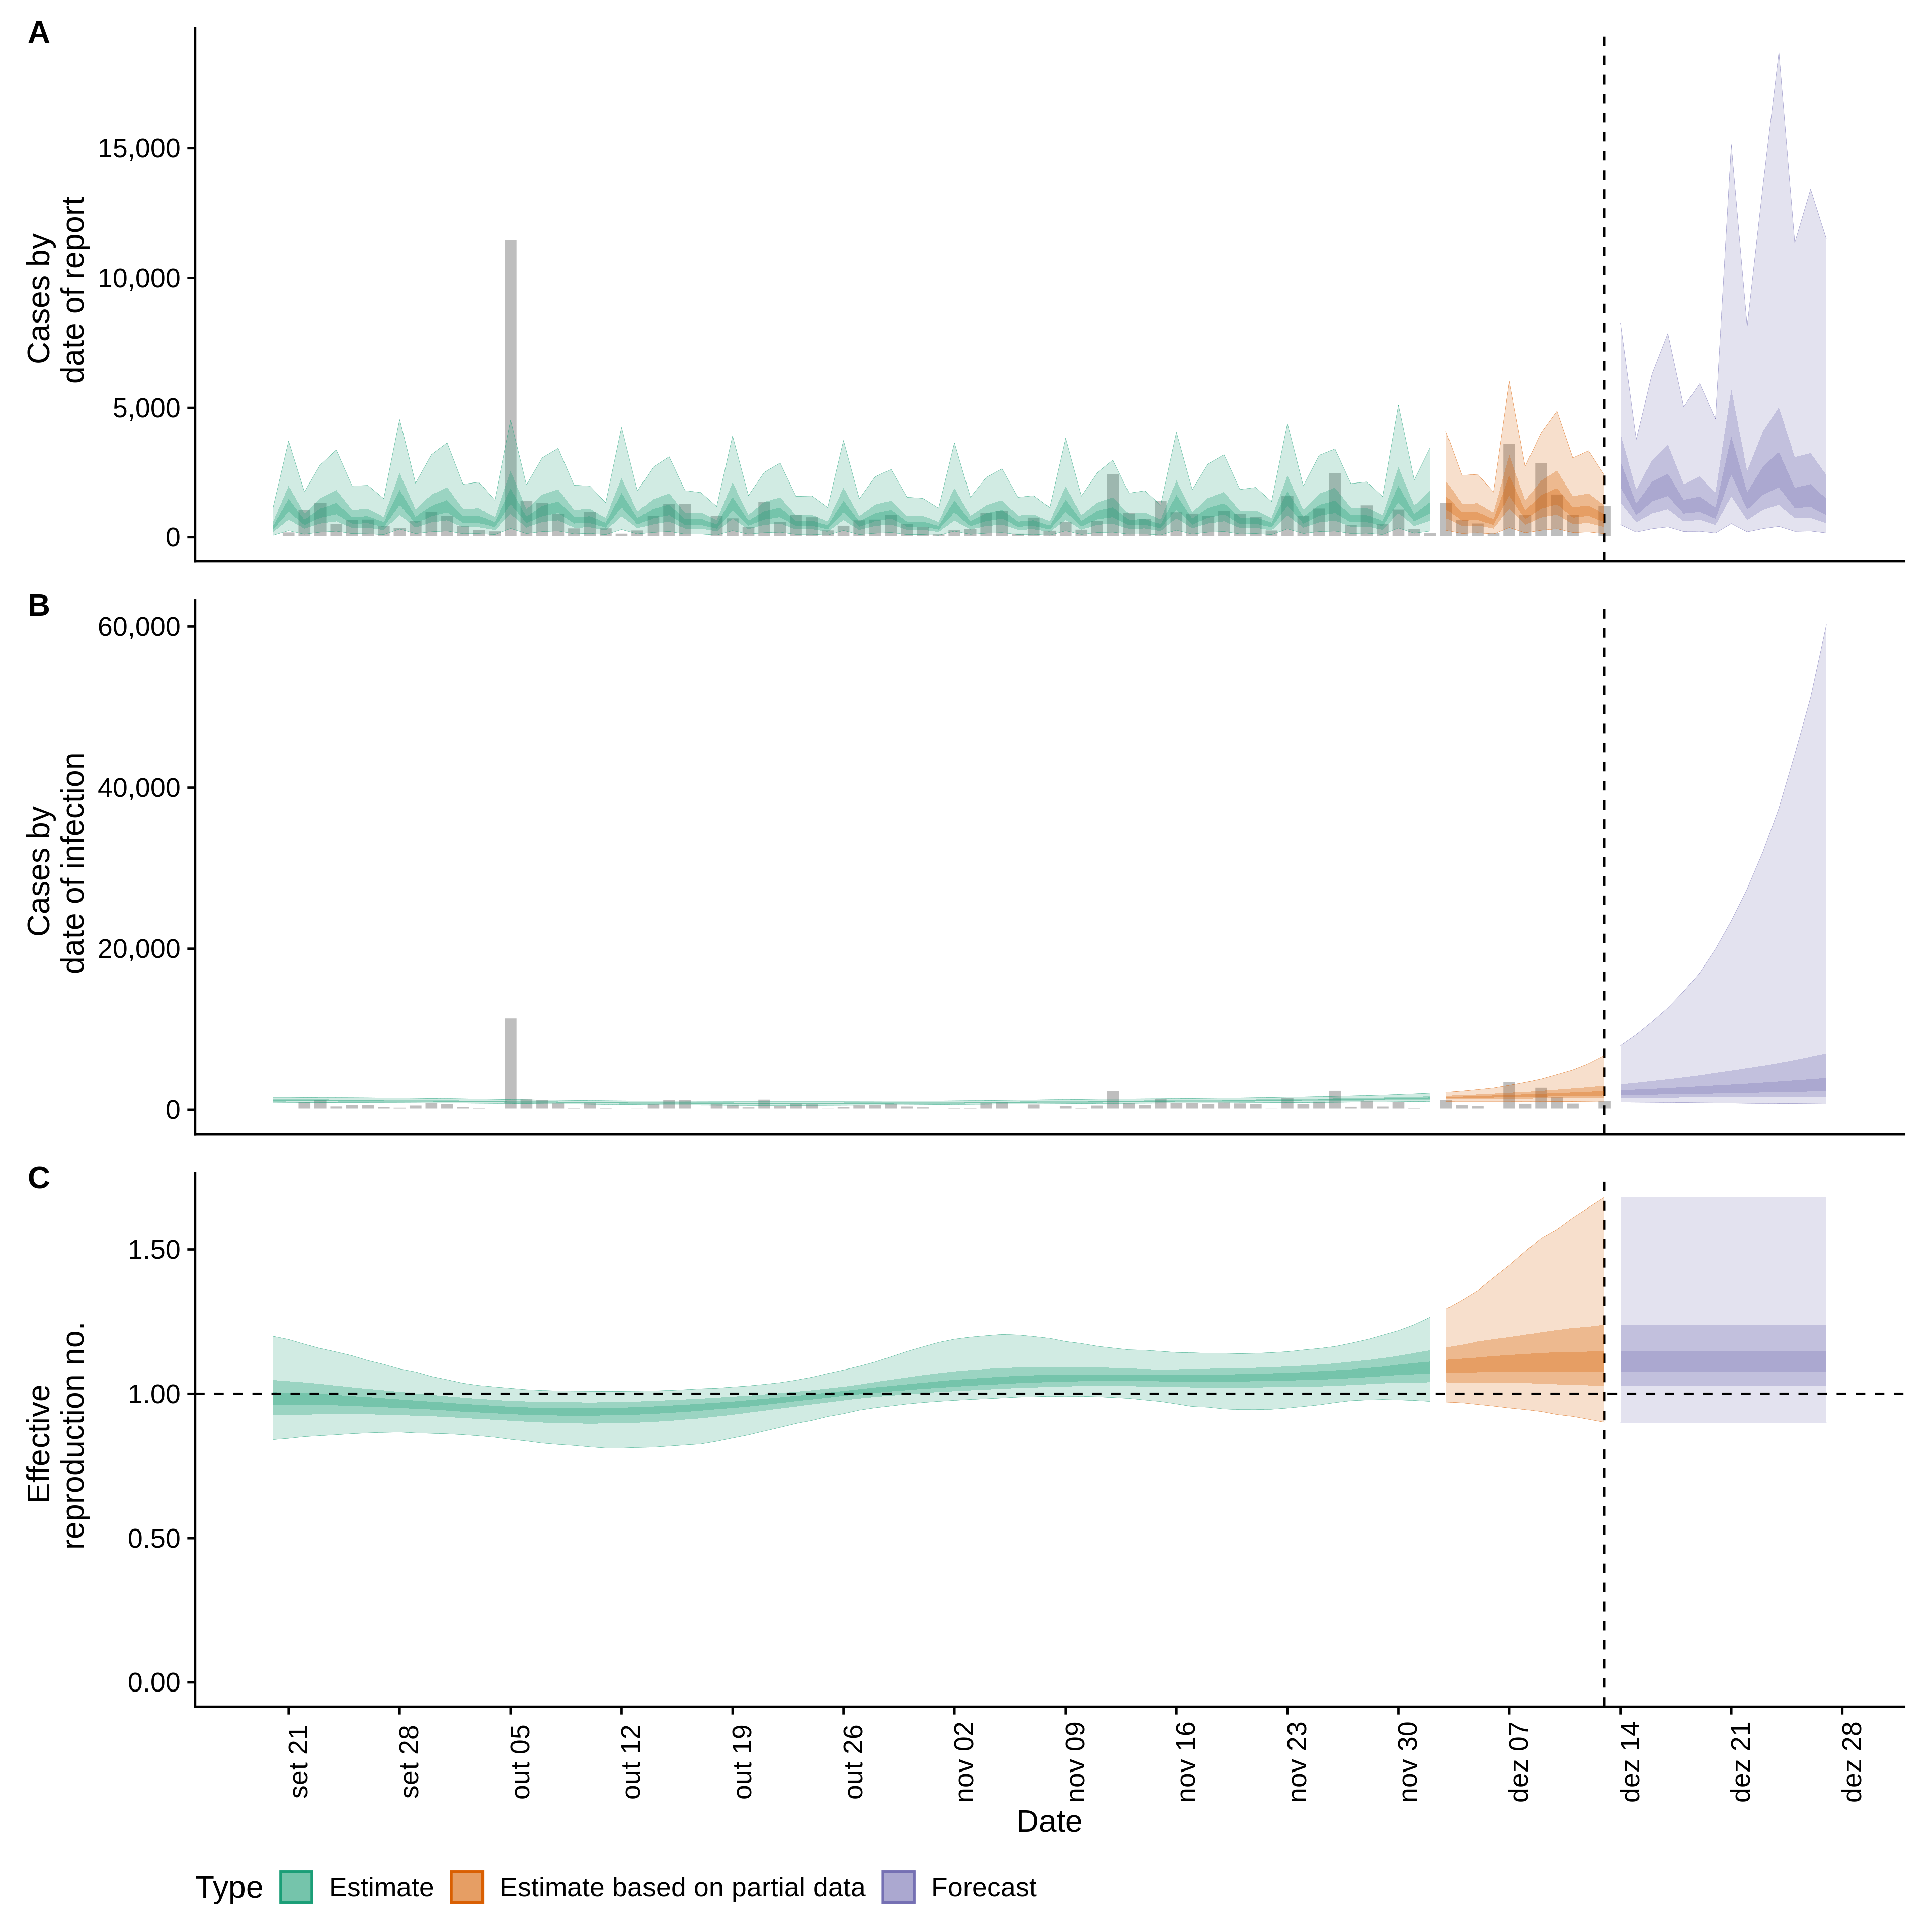 A
Cases by
date of report
15,000
10,000
5,000
0
B
Cases by
date of infection
60,000
40,000
20,000
0
C
Effective
reproduction no.
1.50
1.00
0.50
0.00
set 21
set 28
out 05
out 12
out 19
out 26
nov 02
nov 09
nov 16
nov 23
nov 30
dez 07
dez 14
dez 21
dez 28
Date
Type Estimate Estimate based on partial data Forecast